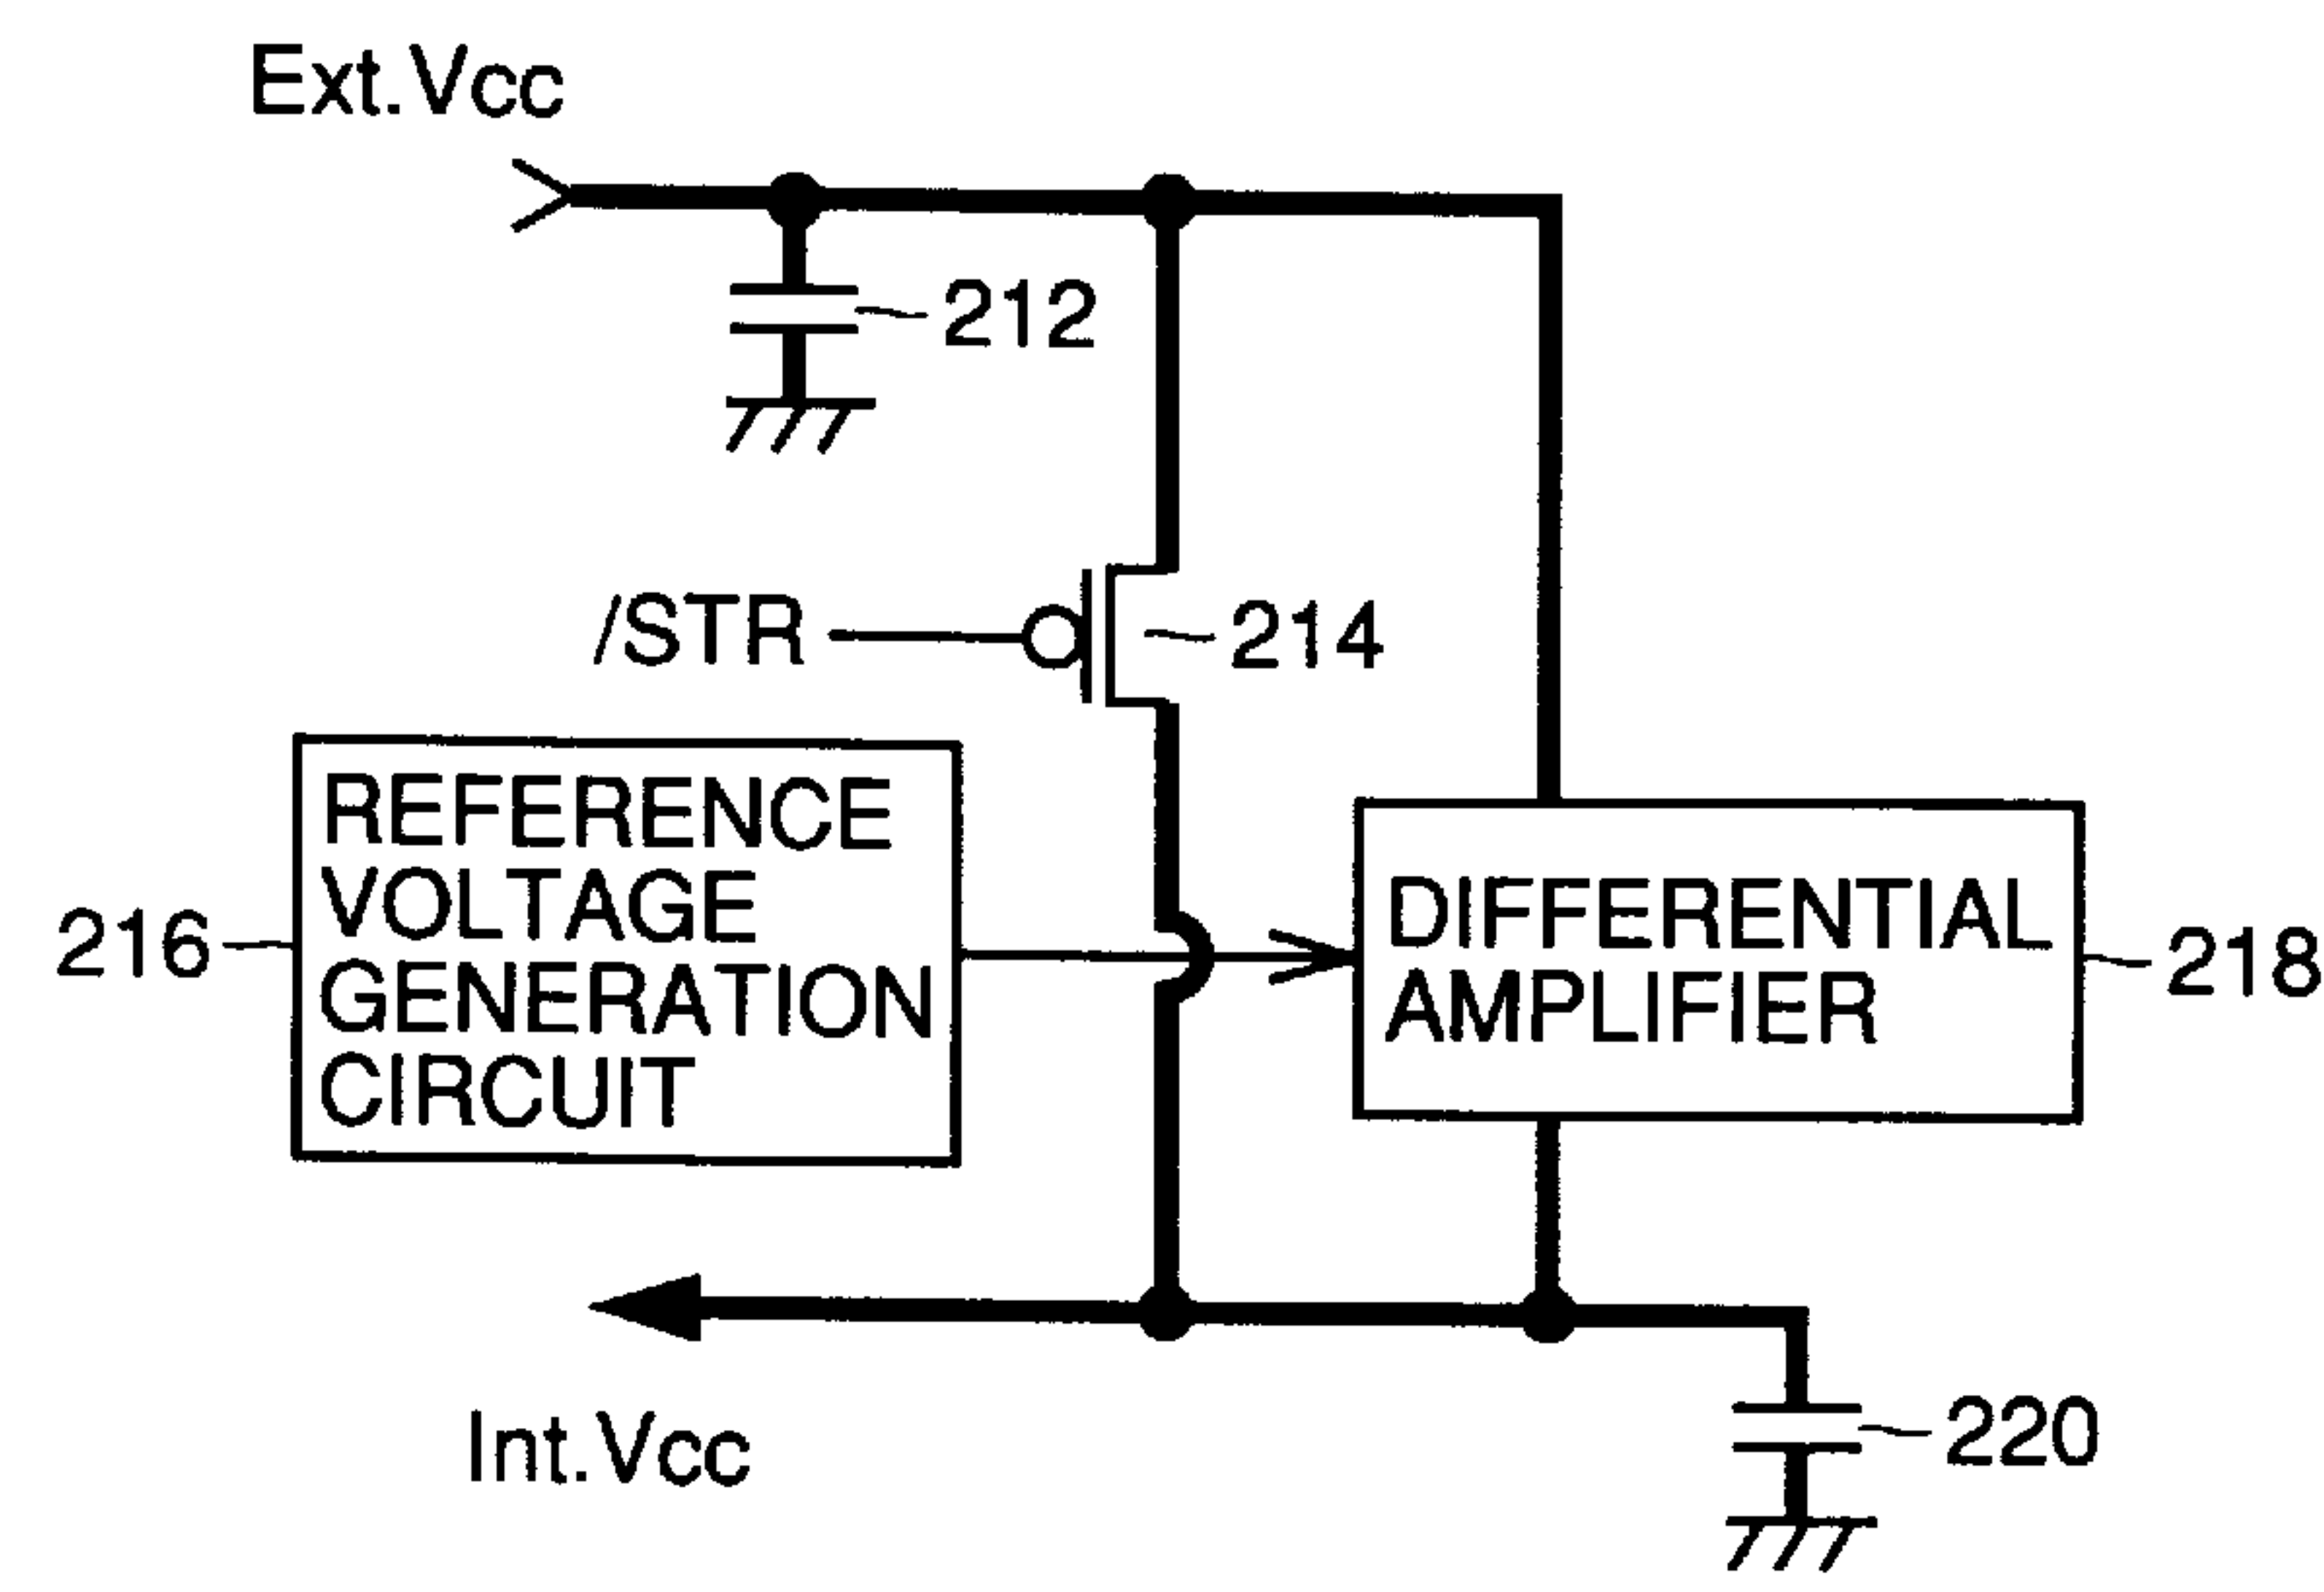 Ext.Vcc
212
/STR
214
REFERENCE
VOLTAGE
GENERATION
CIRCUIT
216
DIFFERENTIAL
AMPLIFIER
218
Int.Vcc
220